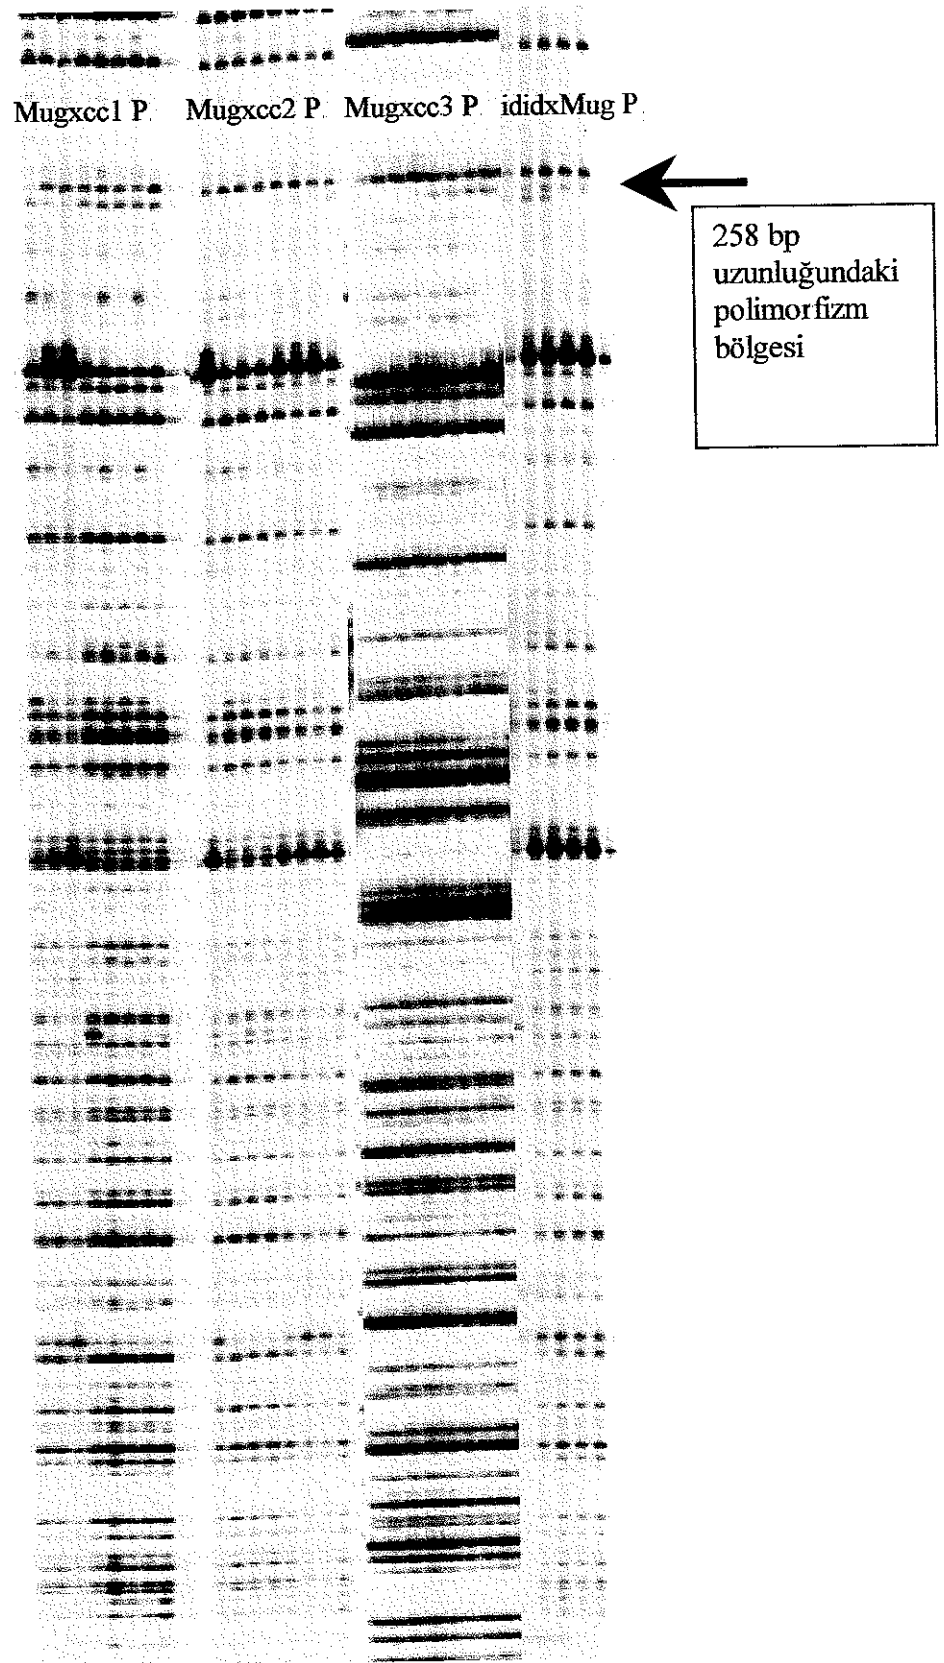 Mugxcc1 P Mugxcc2 P Mugxcc3 P ididxMug P
258 bp
uzunluğundaki
polimorfizm
bölgesi